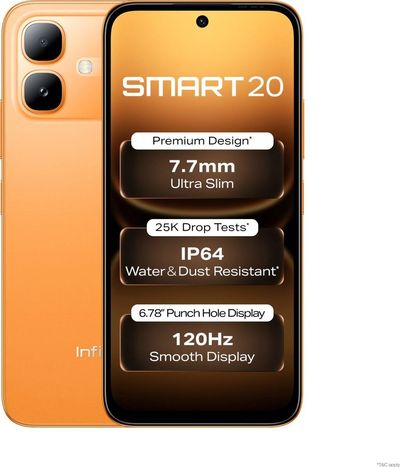 SMART 20
Premium Design*
7.7mm
Ultra Slim
25K Drop Tests*
IP64
Water & Dust Resistant*
6.78" Punch Hole Display
120Hz
Smooth Display
Infi
*T&C apply